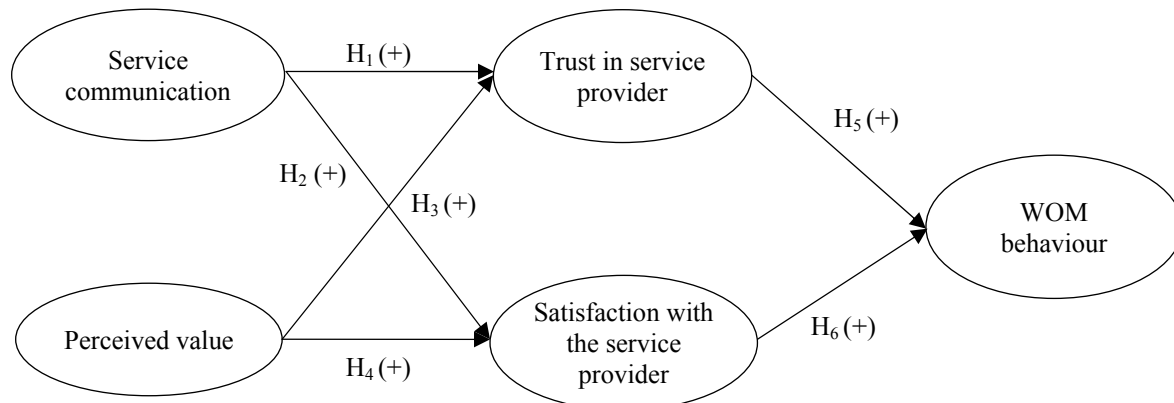 Service
communication
H₁ (+)
Trust in service
provider
H₂ (+)
H₃ (+)
H₅ (+)
WOM
behaviour
Perceived value
H₄ (+)
Satisfaction with
the service
provider
H₆ (+)